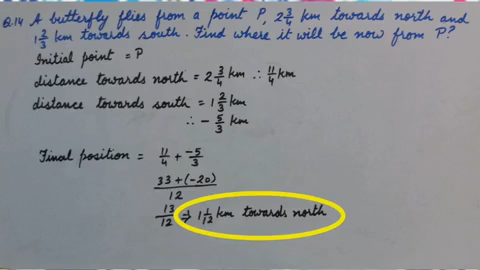 Q.14 A butterfly flies from a point P, 2 3/4 km towards north and
1 2/3 km towards south. Find where it will be now from P?
Initial point = P
distance towards north = 2 3/4 km ∴ 11/4 km
distance towards south = 1 2/3 km
∴ - 5/3 km
Final position = 11/4 + -5/3
33 + (-20)/12
13/12 ⇒ 1 1/12 km towards north